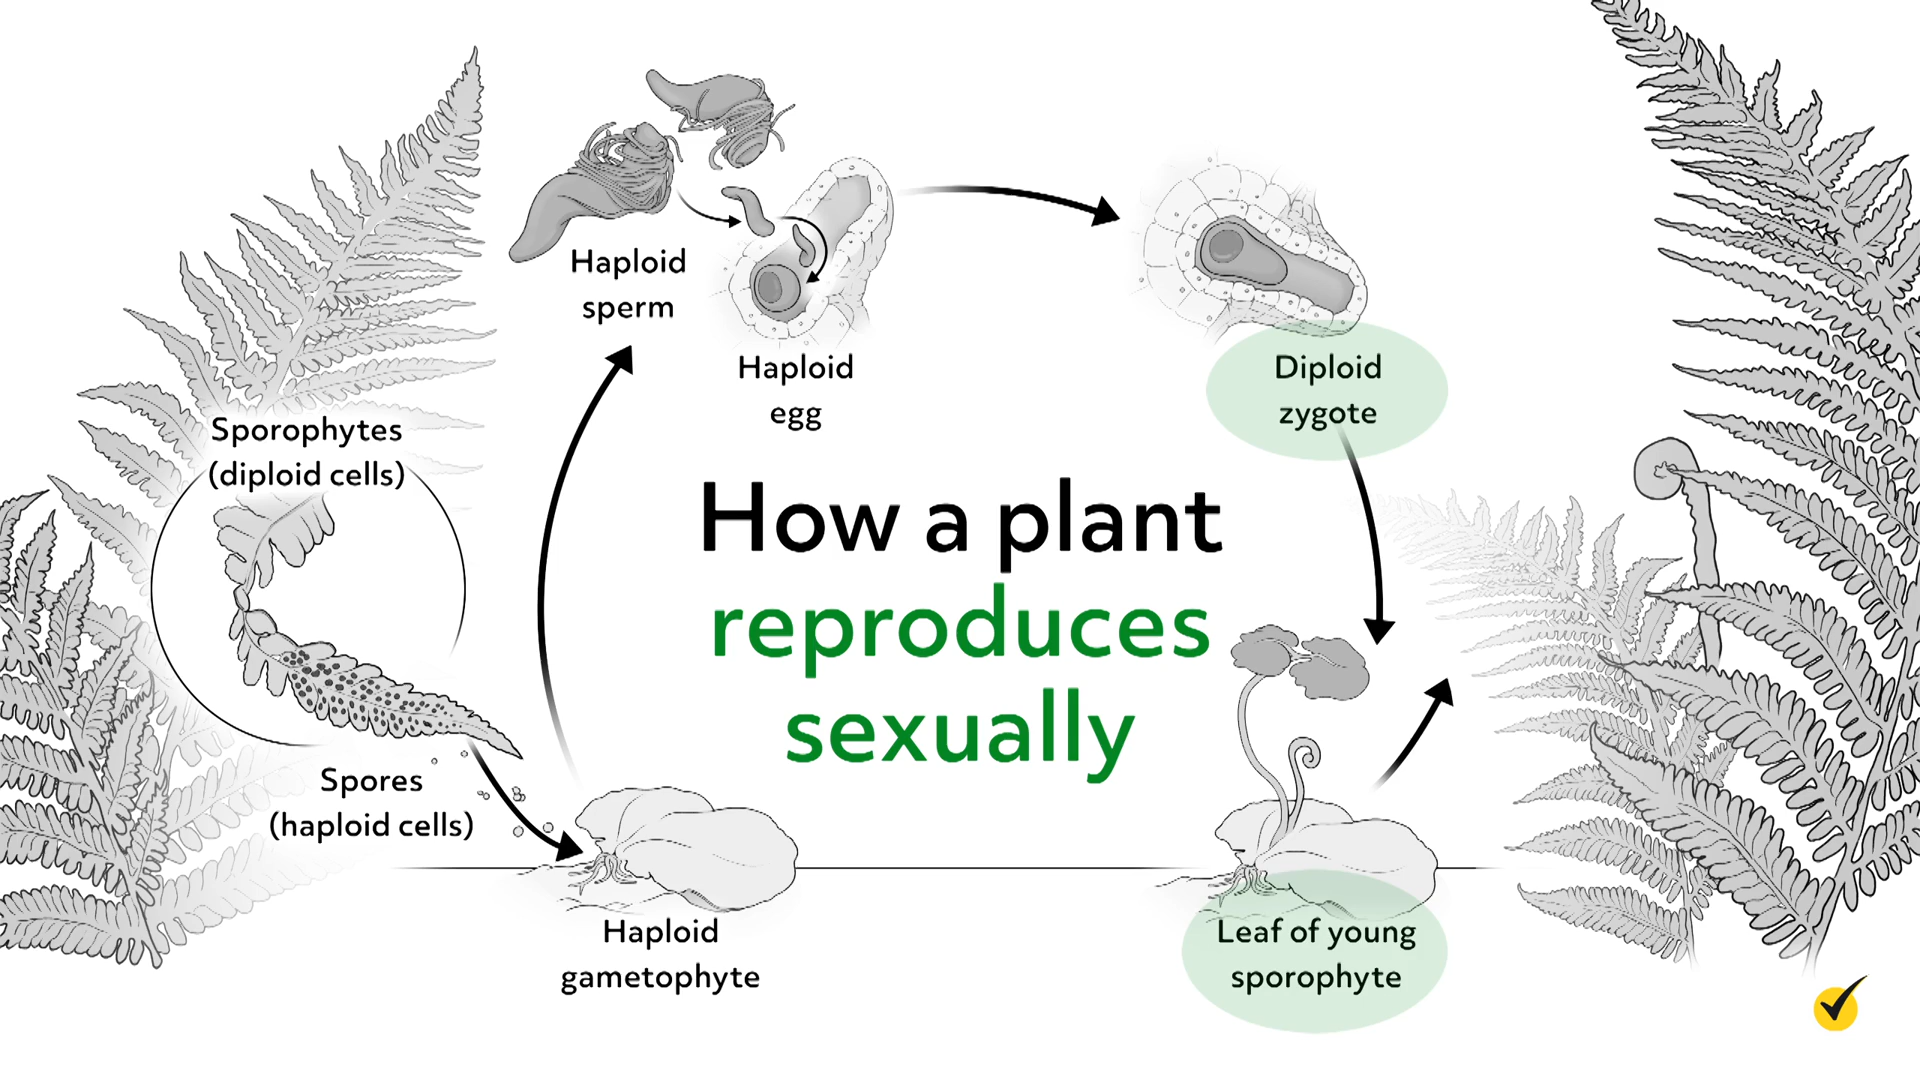 Haploid
sperm
Haploid
egg
Diploid
zygote
Sporophytes
(diploid cells)
How a plant
reproduces
sexually
Spores
(haploid cells)
Haploid
gametophyte
Leaf of young
sporophyte